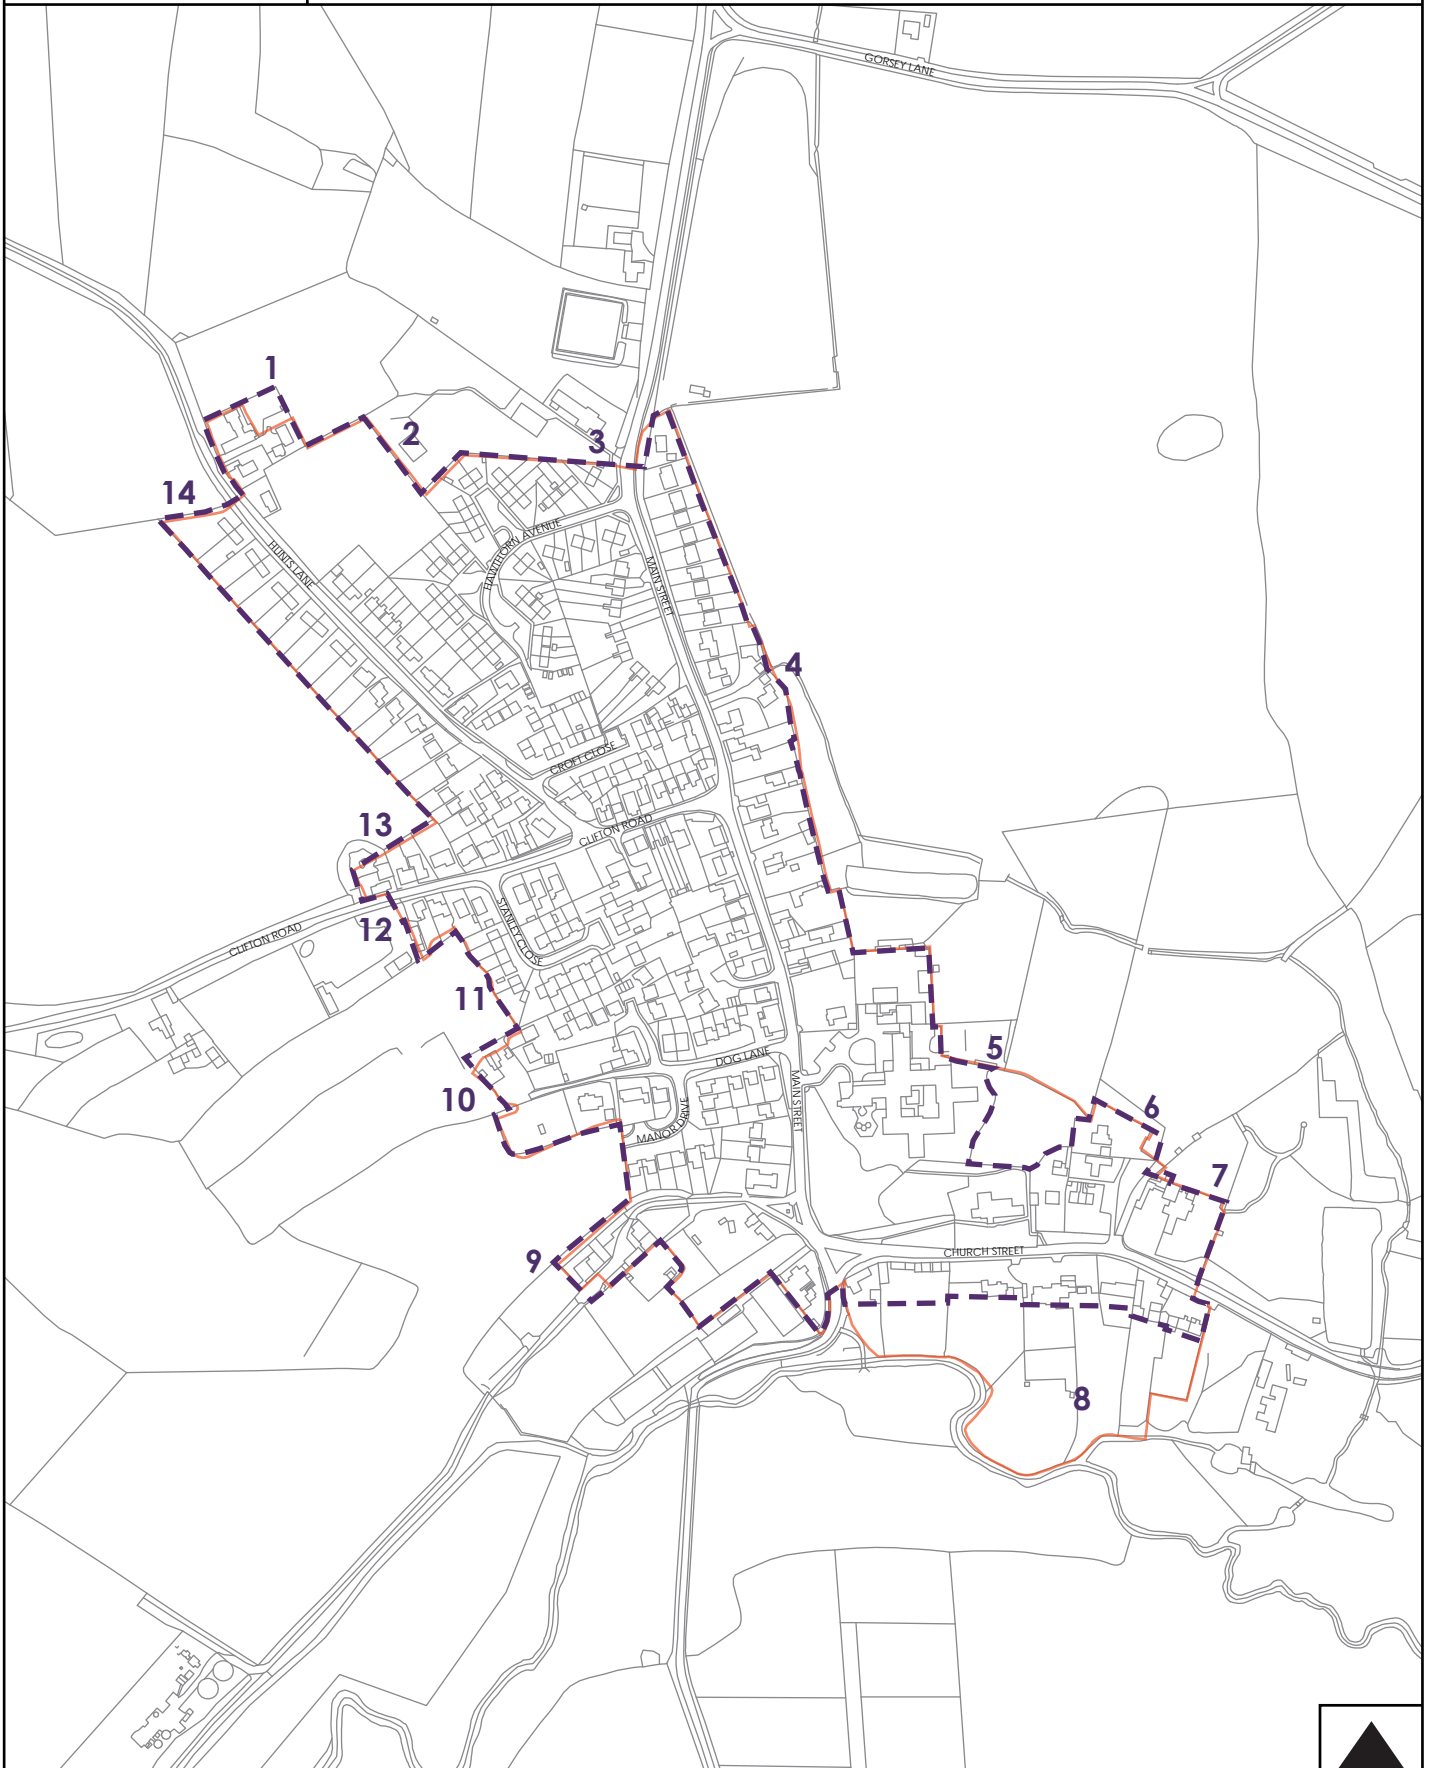 GORSEY LANE
1
2
3
14
HAWTHORN AVENUE
HUNTS LANE
MAIN STREET
4
CROFT CLOSE
13
CLIFTON ROAD
12
CLIFTON ROAD
STANLEY CLOSE
11
5
DOG LANE
10
MAIN STREET
6
MANOR DRIVE
7
9
CHURCH STREET
8